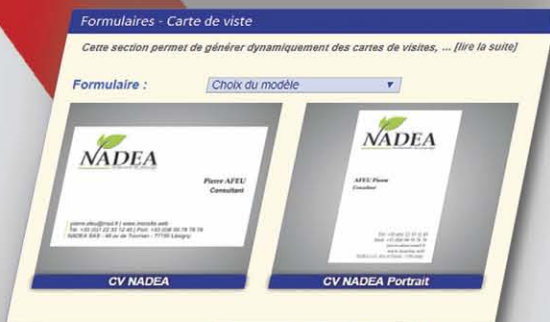 Formulaires - Carte de viste
Cette section permet de générer dynamiquement des cartes de visites, ... [lire la suite]
Formulaire :
Choix du modèle
NADEA
Pierre AFEU
Consultant
NADEA
AFEU Pierre
Consultant
CV NADEA
CV NADEA Portrait